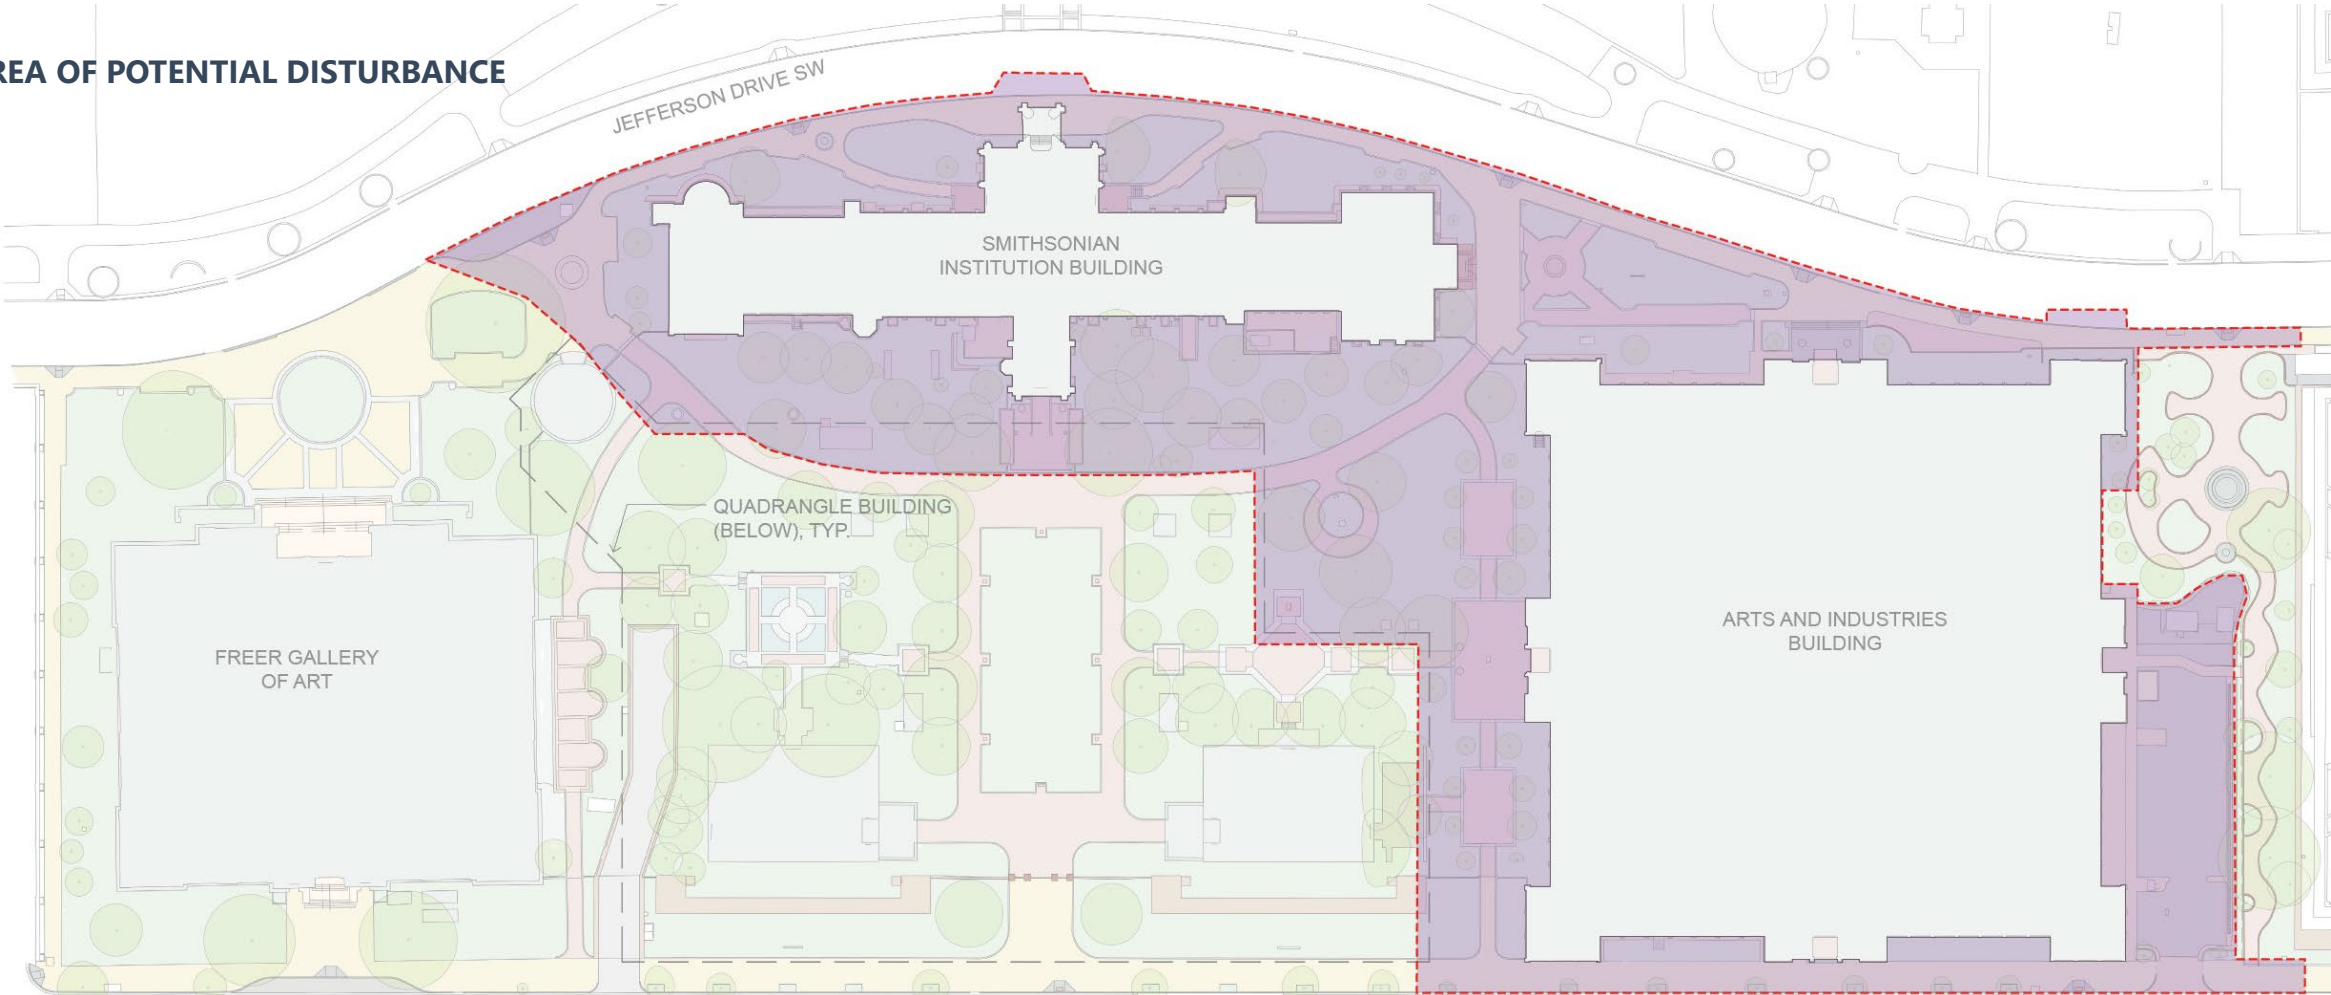 REA OF POTENTIAL DISTURBANCE
JEFFERSON DRIVE SW
SMITHSONIAN
INSTITUTION BUILDING
QUADRANGLE BUILDING
(BELOW), TYP.
FREER GALLERY
OF ART
ARTS AND INDUSTRIES
BUILDING